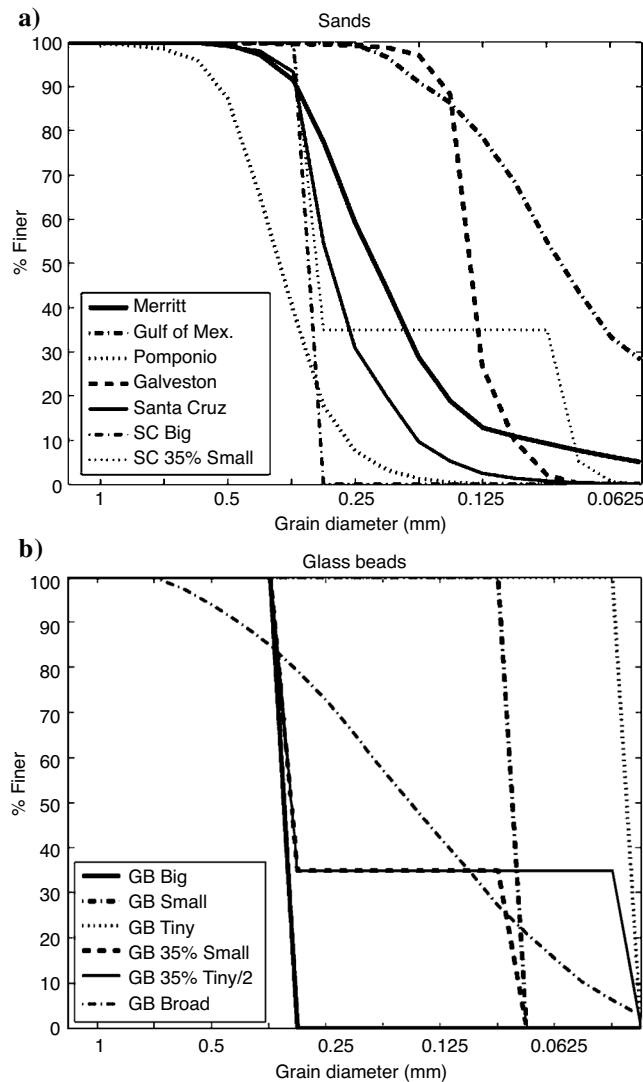 a)
Sands
100
90
80
70
60
50
40
30
20
10
0
% Finer
Merritt
Gulf of Mex.
Pomponio
Galveston
Santa Cruz
SC Big
SC 35% Small
1 0.5 0.25 0.125 0.0625
Grain diameter (mm)
b)
Glass beads
100
90
80
70
60
50
40
30
20
10
0
% Finer
GB Big
GB Small
GB Tiny
GB 35% Small
GB 35% Tiny/2
GB Broad
1 0.5 0.25 0.125 0.0625
Grain diameter (mm)